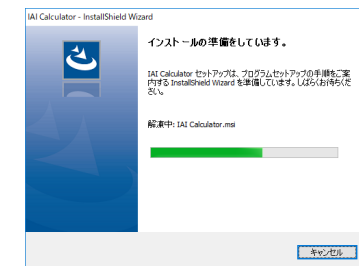 IAI Calculator - InstallShield Wizard
インストールの準備をしています。
IAI Calculator セットアップは、プログラムセットアップの手順をご案
内する InstallShield Wizard を準備しています。しばらくお待ちくだ
さい。
解凍中: IAI Calculator.msi
キャンセル